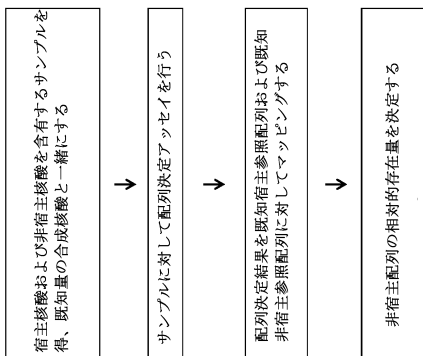 宿主核酸および非宿主核酸を含有するサンプルを
得、既知量の合成核酸と一緒にする
サンプルに対して配列決定アッセイを行う
配列決定結果を既知宿主参照配列および既知
非宿主参照配列に対してマッピングする
非宿主配列の相対的存在量を決定する